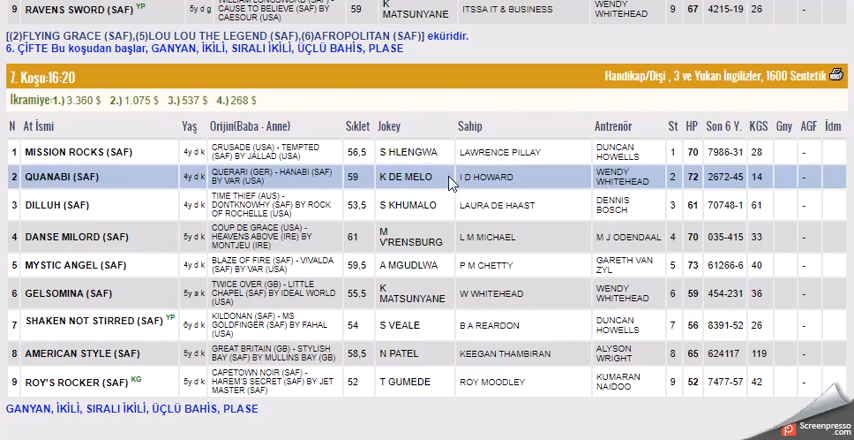 9 RAVENS SWORD (SAF) YP 5y d g CAUSE TO BELIEVE (SAF) BY CAESOUR (USA) 59 K MATSUNYANE ITSSA IT & BUSINESS WENDY WHITEHEAD 9 67 4215-19 26 -
[(2)FLYING GRACE (SAF),(5)LOU LOU THE LEGEND (SAF),(6)AFROPOLITAN (SAF)] eküridir.
6. ÇİFTE Bu koşudan başlar, GANYAN, İKİLİ, SIRALI İKİLİ, ÜÇLÜ BAHİS, PLASE
7. Koşu:16-20 Handikap/Dişi , 3 ve Yukarı İngilizler, 1600 Sentetik
İkramiye:1.) 3.360 $ 2.) 1.075 $ 3.) 537 $ 4.) 268 $
N At İsmi Yaş Orijin(Baba - Anne) Sıklet Jokey Sahip Antrenör St HP Son 6 Y. KGS Gny AGF İdm
1 MISSION ROCKS (SAF) 4y d k CRUSADE (USA) - TEMPTED (SAF) BY JALLAD (USA) 56,5 S HLENGWA LAWRENCE PILLAY DUNCAN HOWELLS 1 70 7986-31 28 -
2 QUANABI (SAF) 4y d k QUERARI (GER) - HANABI (SAF) BY VAR (USA) 59 K DE MELO I D HOWARD WENDY WHITEHEAD 2 72 2672-45 14 -
3 DILLUH (SAF) 4y d k TIME THIEF (AUS) - DONTKNOWHY (SAF) BY ROCK OF ROCHELLE (USA) 53,5 S KHUMALO LAURA DE HAAST DENNIS BOSCH 3 61 70748-1 61 -
4 DANSE MILORD (SAF) 5y d k COUP DE GRACE (USA) - HEAVENS ABOVE (IRE) BY MONTJEU (IRE) 61 M V'RENSBURG L M MICHAEL M J ODENDAAL 4 70 035-415 33 -
5 MYSTIC ANGEL (SAF) 4y d k BLAZE OF FIRE (SAF) - VIVALDA (SAF) BY VAR (USA) 59,5 A MGUDLWA P M CHETTY GARETH VAN ZYL 5 73 61266-6 40 -
6 GELSOMINA (SAF) 5y a k TWICE OVER (GB) - LITTLE CHAPEL (SAF) BY IDEAL WORLD (USA) 55,5 K MATSUNYANE W WHITEHEAD WENDY WHITEHEAD 6 59 454-231 36 -
7 SHAKEN NOT STIRRED (SAF) YP 5y d k KILDONAN (SAF) - MS GOLDFINGER (SAF) BY FAHAL (USA) 54 S VEALE B A REARDON DUNCAN HOWELLS 7 56 8391-52 26 -
8 AMERICAN STYLE (SAF) 5y d k GREAT BRITAIN (GB) - STYLISH BAY (SAF) BY MULLINS BAY (GB) 58,5 N PATEL KEEGAN THAMBIRAN ALYSON WRIGHT 8 65 624117 119 -
9 ROY'S ROCKER (SAF) KG 5y d k CAPETOWN NOIR (SAF) - HAREM'S SECRET (SAF) BY JET MASTER (SAF) 52 T GUMEDE ROY MOODLEY KUMARAN NAIDOO 9 52 7477-57 42 -
GANYAN, İKİLİ, SIRALI İKİLİ, ÜÇLÜ BAHİS, PLASE
Screenpresso.com